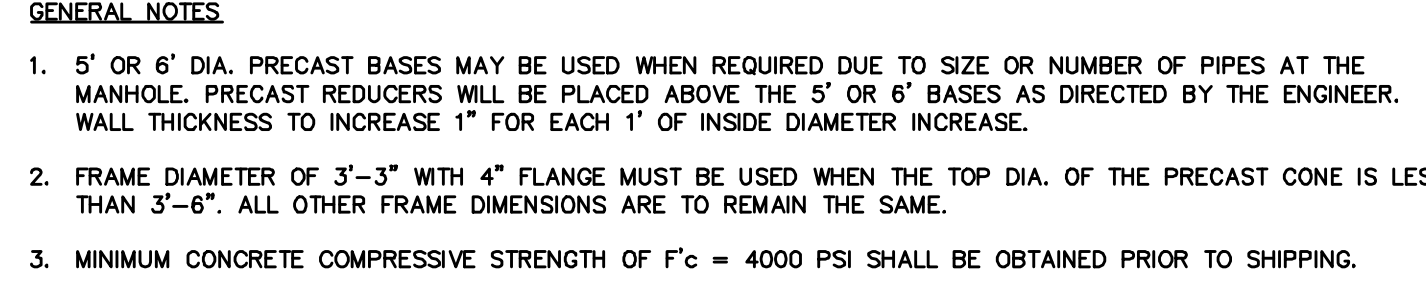 GENERAL NOTES
1. 5' OR 6' DIA. PRECAST BASES MAY BE USED WHEN REQUIRED DUE TO SIZE OR NUMBER OF PIPES AT THE
MANHOLE. PRECAST REDUCERS WILL BE PLACED ABOVE THE 5' OR 6' BASES AS DIRECTED BY THE ENGINEER.
WALL THICKNESS TO INCREASE 1" FOR EACH 1' OF INSIDE DIAMETER INCREASE.
2. FRAME DIAMETER OF 3'-3" WITH 4" FLANGE MUST BE USED WHEN THE TOP DIA. OF THE PRECAST CONE IS LES
THAN 3'-6". ALL OTHER FRAME DIMENSIONS ARE TO REMAIN THE SAME.
3. MINIMUM CONCRETE COMPRESSIVE STRENGTH OF F'c = 4000 PSI SHALL BE OBTAINED PRIOR TO SHIPPING.